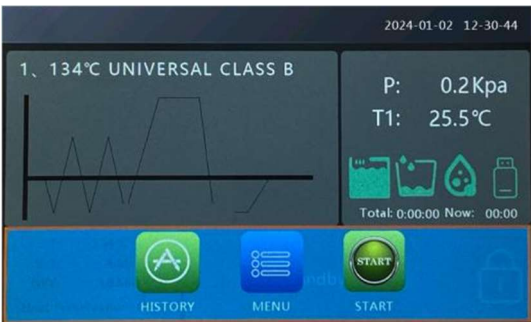 2024-01-02 12-30-44
1、134℃ UNIVERSAL CLASS B
P: 0.2Kpa
T1: 25.5℃
Total: 0:00:00 Now: 00:00
START
HISTORY
MENU
START